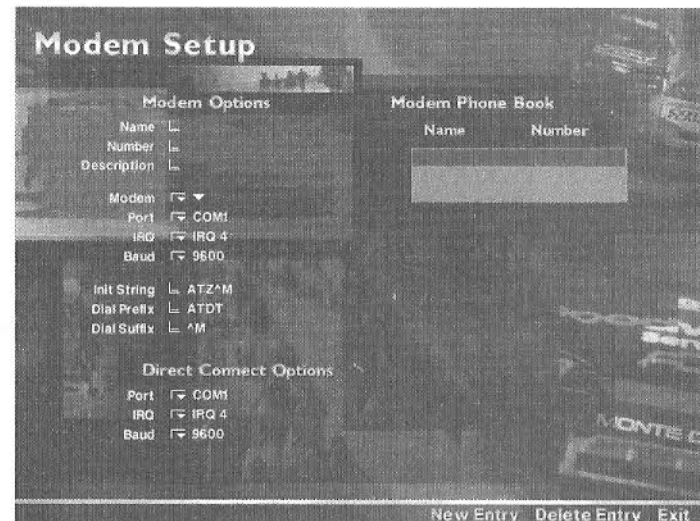 Modem Setup
Modem Options
Name
Number
Description
Modem
Port COM1
IRQ IRQ 4
Baud 9600
Init String ATZ^M
Dial Prefix ATDT
Dial Suffix ^M
Direct Connect Options
Port COM1
IRQ IRQ 4
Baud 9600
Modem Phone Book
Name Number
MONTE
New Entry Delete Entry Exit